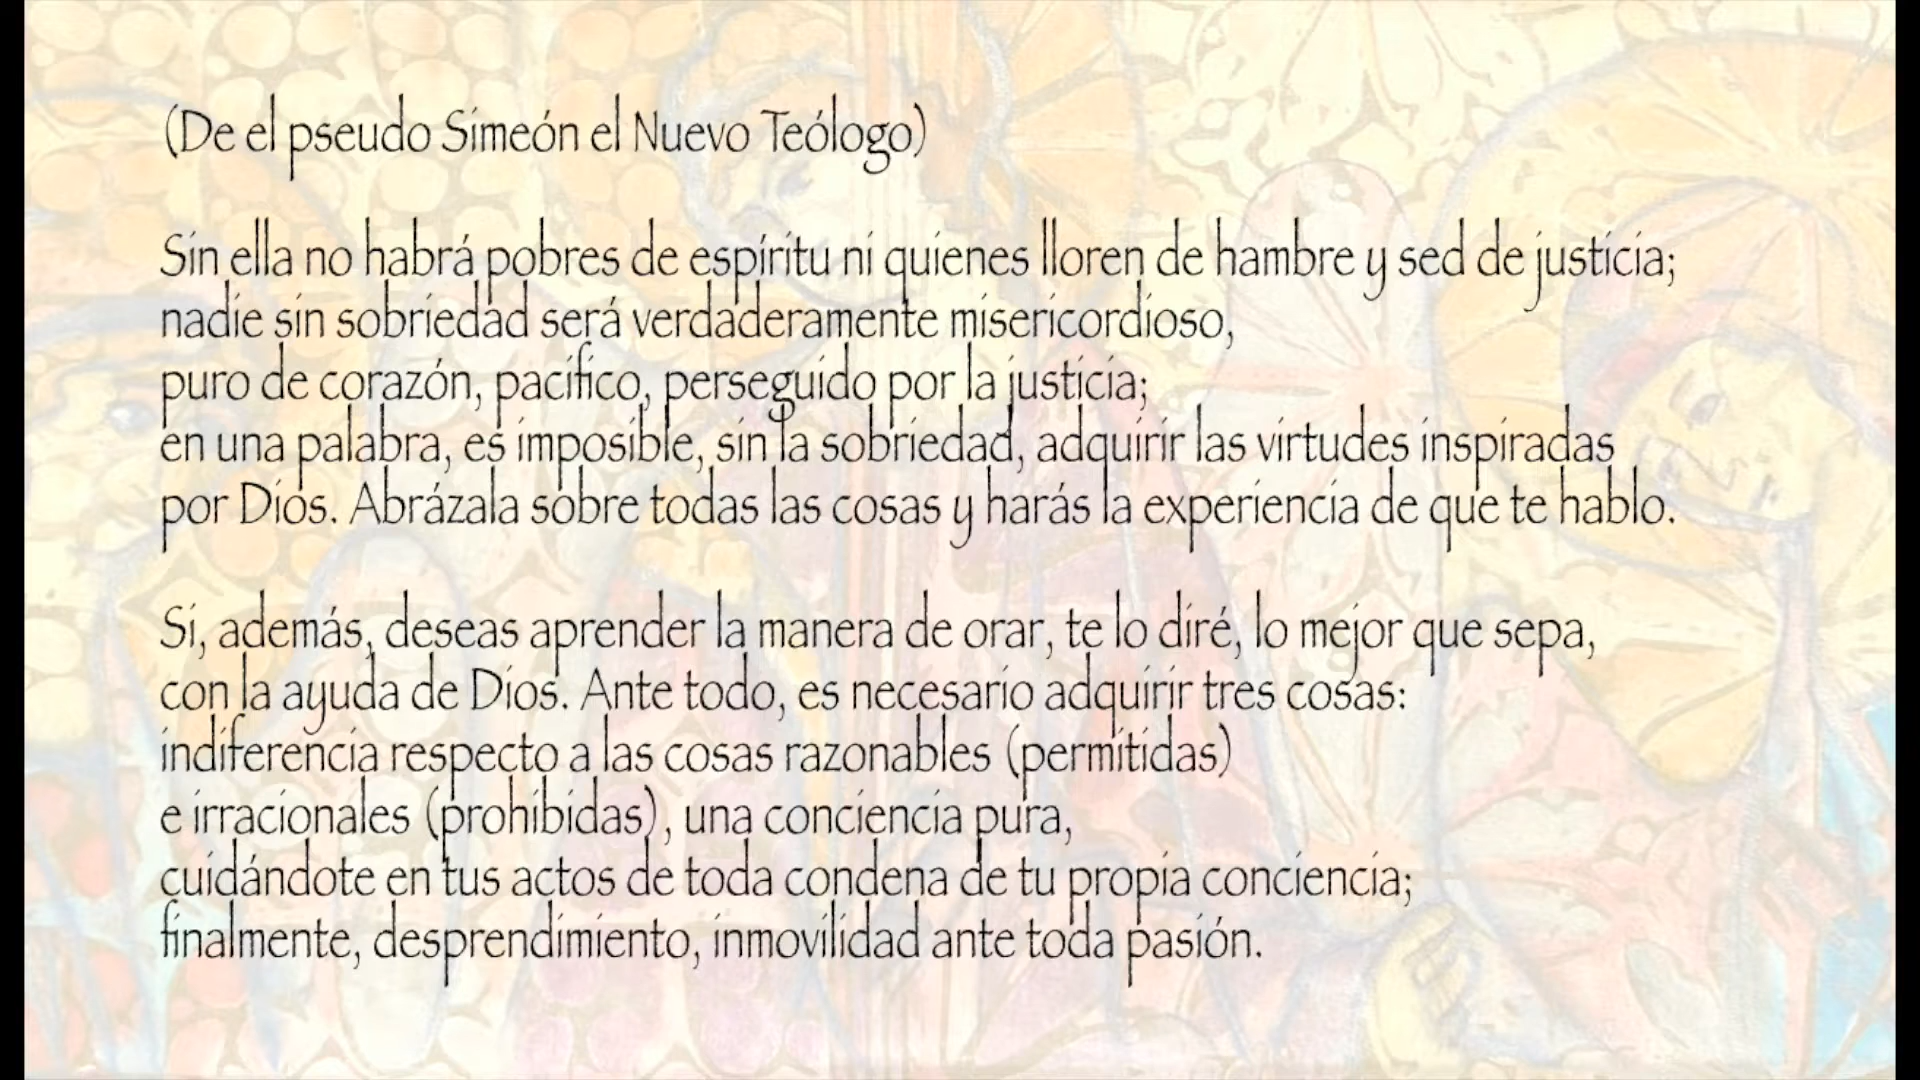 (De el pseudo Simeón el Nuevo Teólogo)
Sin ella no habrá pobres de espíritu ni quienes lloren de hambre y sed de justicia;
nadie sin sobriedad será verdaderamente misericordioso,
puro de corazón, pacífico, perseguido por la justicia;
en una palabra, es imposible, sin la sobriedad, adquirir las virtudes inspiradas
por Dios. Abrázala sobre todas las cosas y harás la experiencia de que te hablo.
Si, además, deseas aprender la manera de orar, te lo diré, lo mejor que sepa,
con la ayuda de Dios. Ante todo, es necesario adquirir tres cosas:
indiferencia respecto a las cosas razonables (permitidas)
e irracionales (prohibidas), una conciencia pura,
cuidándote en tus actos de toda condena de tu propia conciencia;
finalmente, desprendimiento, inmovilidad ante toda pasión.